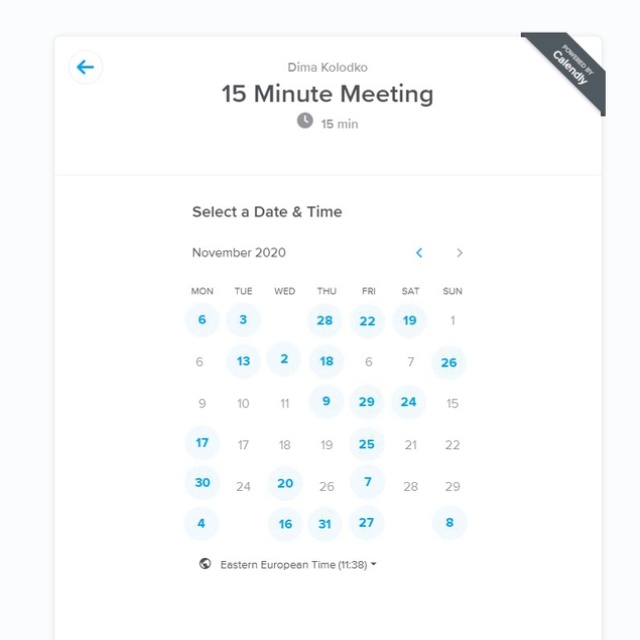 POWERED BY
Calendly
Dima Kolodko
15 Minute Meeting
15 min
Select a Date & Time
November 2020
MON TUE WED THU FRI SAT SUN
6 3 28 22 19 1
6 13 2 18 6 7 26
9 10 11 9 29 24 15
17 17 18 19 25 21 22
30 24 20 26 7 28 29
4 16 31 27 8
Eastern European Time (11:38)